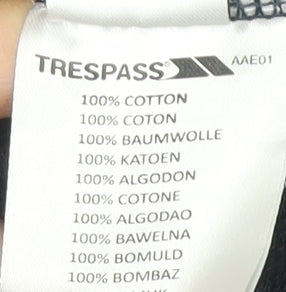 TRESPASS® AAE01
100% COTTON
100% COTON
100% BAUMWOLLE
100% KATOEN
100% ALGODON
100% COTONE
100% ALGODAO
100% BAWELNA
100% BOMULD
100% BOMBAZ